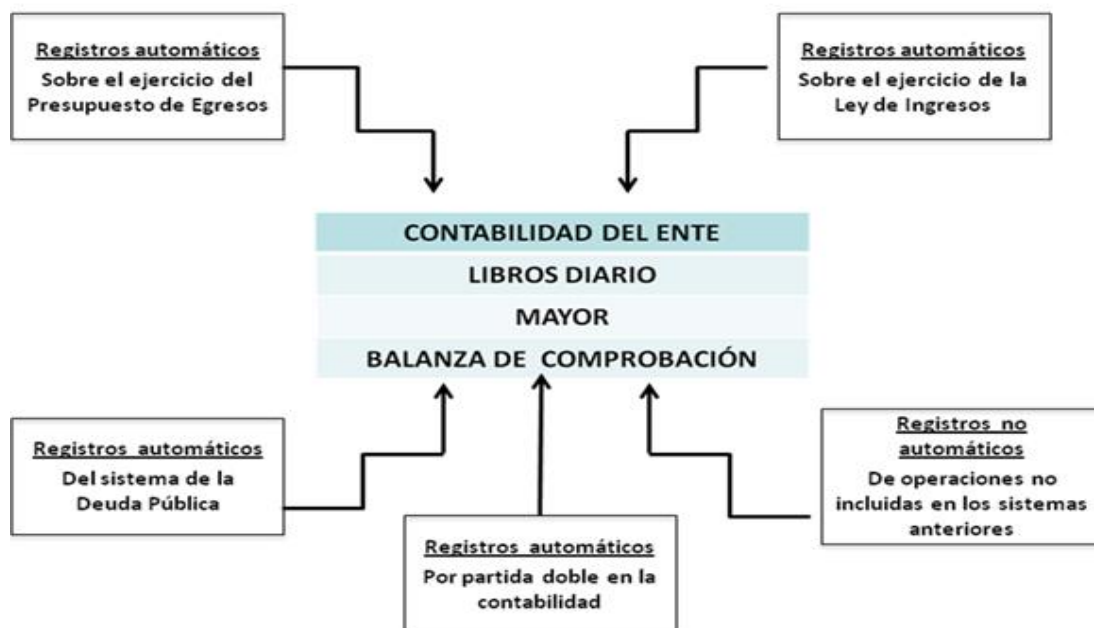 Registros automáticos
Sobre el ejercicio del
Presupuesto de Egresos
Registros automáticos
Sobre el ejercicio de la
Ley de Ingresos
CONTABILIDAD DEL ENTE
LIBROS DIARIO
MAYOR
BALANZA DE COMPROBACIÓN
Registros automáticos
Del sistema de la
Deuda Pública
Registros automáticos
Por partida doble en la
contabilidad
Registros no
automáticos
De operaciones no
incluidas en los sistemas
anteriores